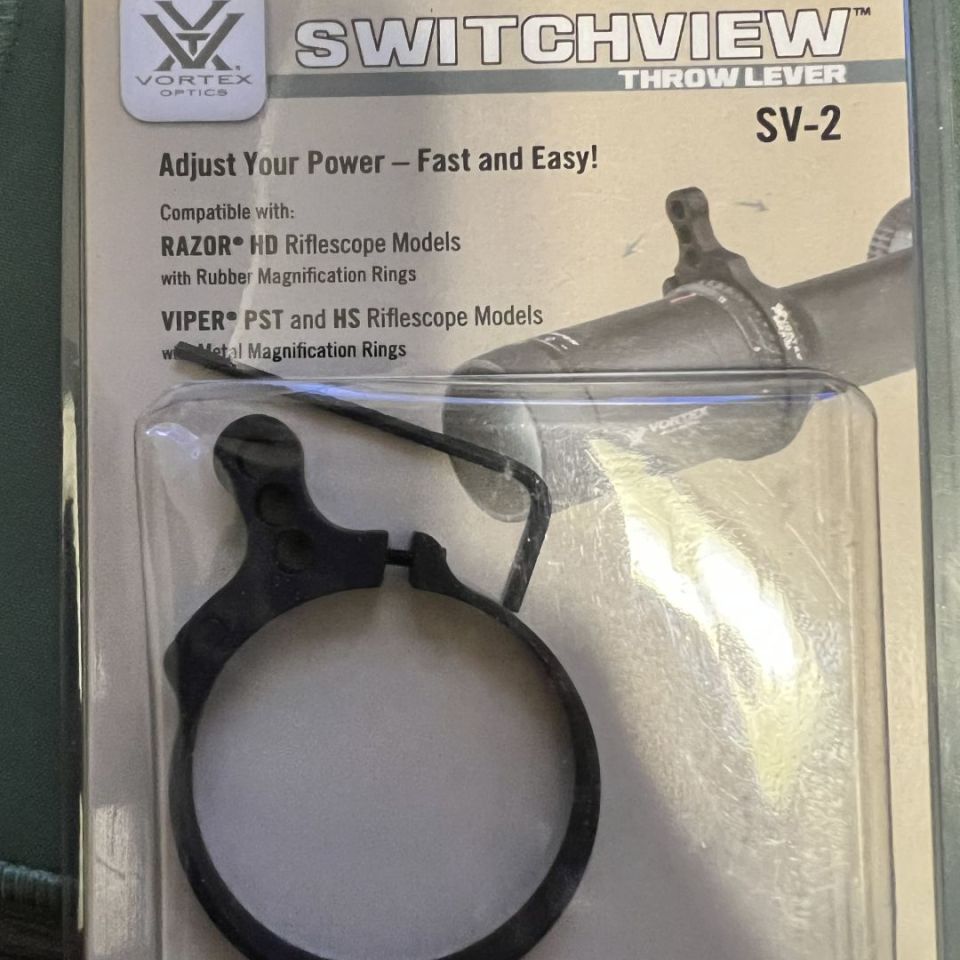 VORTEX®
OPTICS
SWITCHVIEW™
THROW LEVER
SV-2
Adjust Your Power – Fast and Easy!
Compatible with:
RAZOR® HD Riflescope Models
with Rubber Magnification Rings
VIPER® PST and HS Riflescope Models
with Metal Magnification Rings
VORTEX